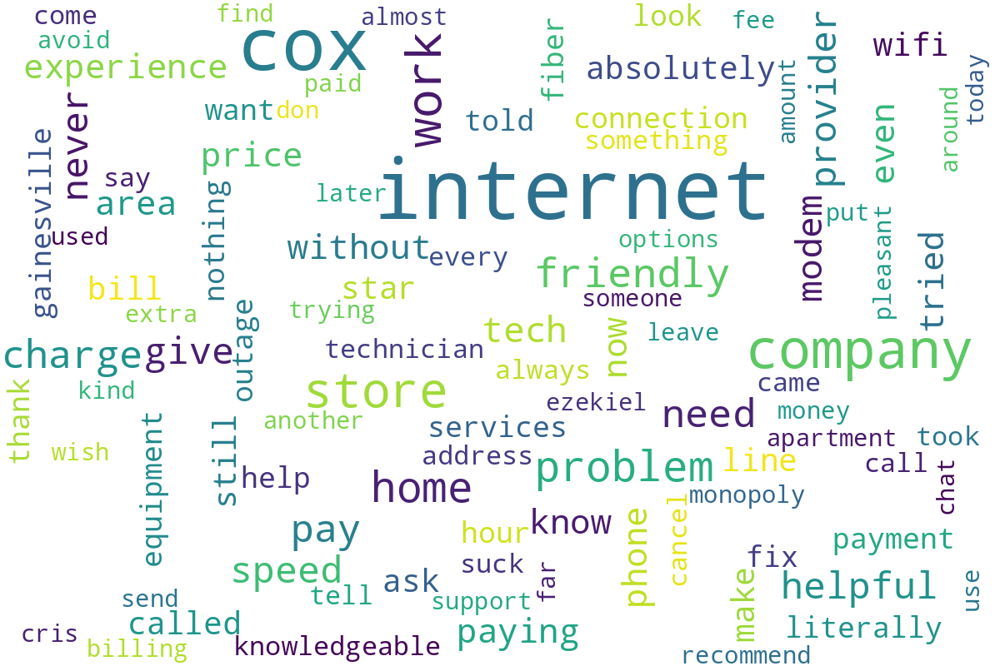 come
find
almost
look
fee
avoid
cox
work
fiber
provider
wifi
experience
paid
absolutely
amount
today
want
don
told
connection
around
never
something
even
price
gainesville
say
internet
area
nothing
later
modem
put
pleasant
used
without
every
options
tried
bill
star
friendly
someone
extra
outage
trying
tech
now
leave
charge
give
technician
always
company
thank
kind
store
ezekiel
came
need
money
wish
equipment
still
another
services
apartment
took
address
problem
line
call
chat
help
home
monopoly
pay
hour
know
phone
cancel
payment
speed
ask
suck
far
fix
make
helpful
use
send
tell
support
called
paying
literally
cris
billing
knowledgeable
recommend